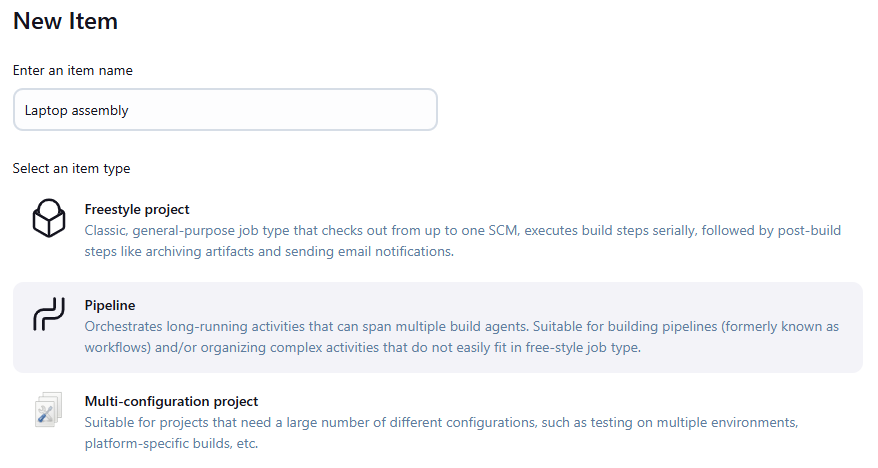 New Item
Enter an item name
Laptop assembly
Select an item type
Freestyle project
Classic, general-purpose job type that checks out from up to one SCM, executes build steps serially, followed by post-build
steps like archiving artifacts and sending email notifications.
Pipeline
Orchestrates long-running activities that can span multiple build agents. Suitable for building pipelines (formerly known as
workflows) and/or organizing complex activities that do not easily fit in free-style job type.
Multi-configuration project
Suitable for projects that need a large number of different configurations, such as testing on multiple environments,
platform-specific builds, etc.